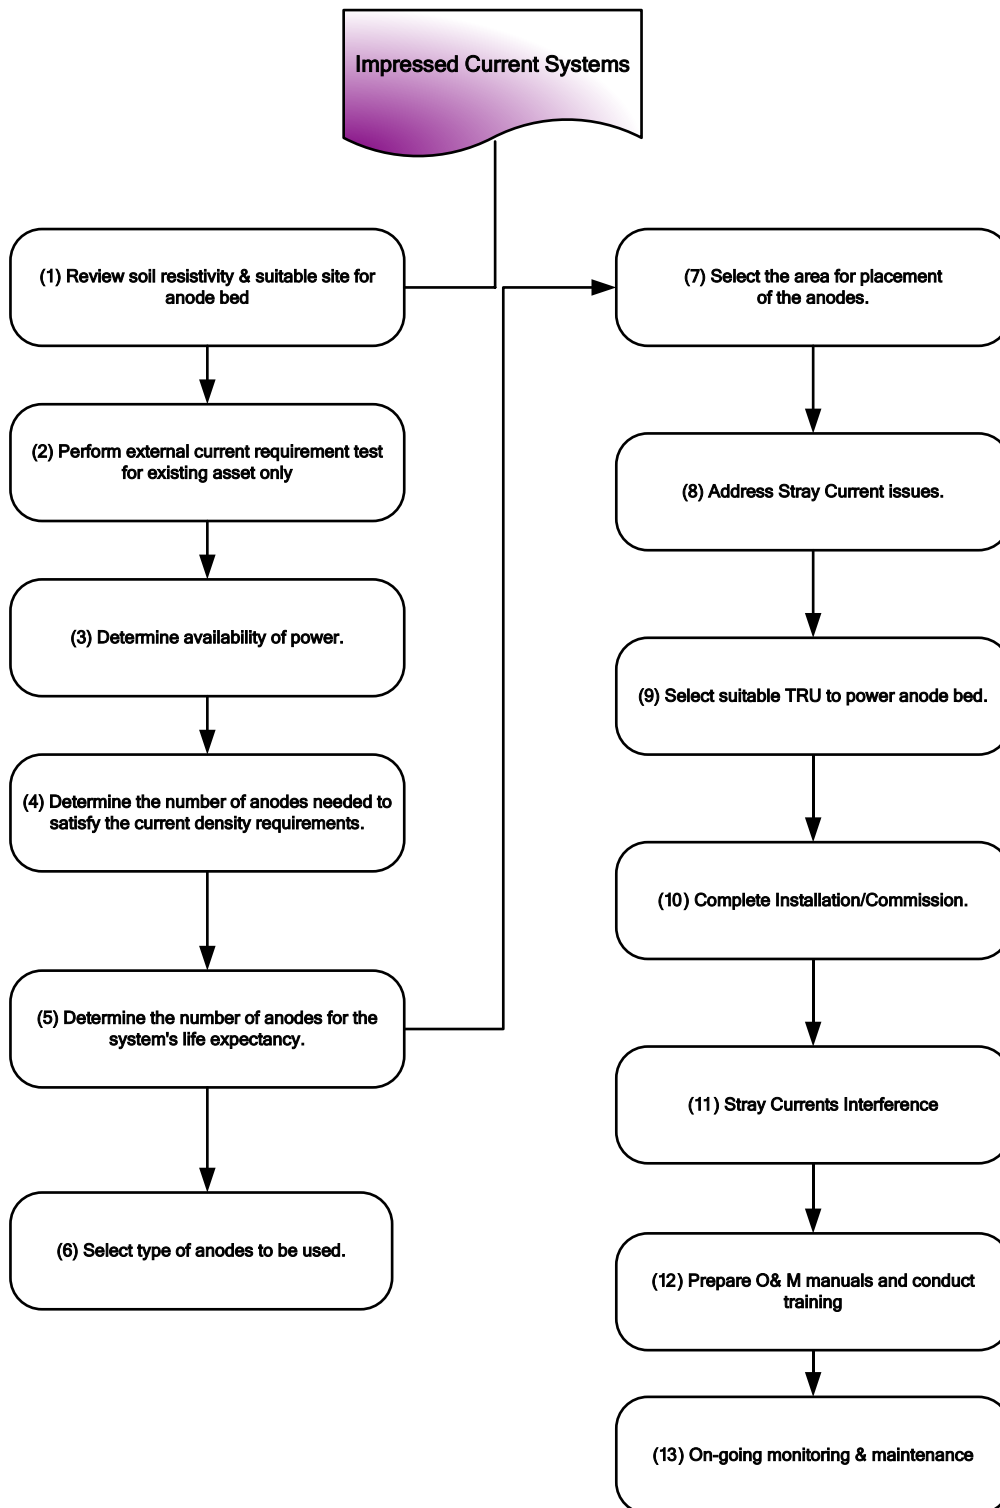 Impressed Current Systems
(1) Review soil resistivity & suitable site for
anode bed
(2) Perform external current requirement test
for existing asset only
(3) Determine availability of power.
(4) Determine the number of anodes needed to
satisfy the current density requirements.
(5) Determine the number of anodes for the
system's life expectancy.
(6) Select type of anodes to be used.
(7) Select the area for placement
of the anodes.
(8) Address Stray Current issues.
(9) Select suitable TRU to power anode bed.
(10) Complete Installation/Commission.
(11) Stray Currents Interference
(12) Prepare O& M manuals and conduct
training
(13) On-going monitoring & maintenance